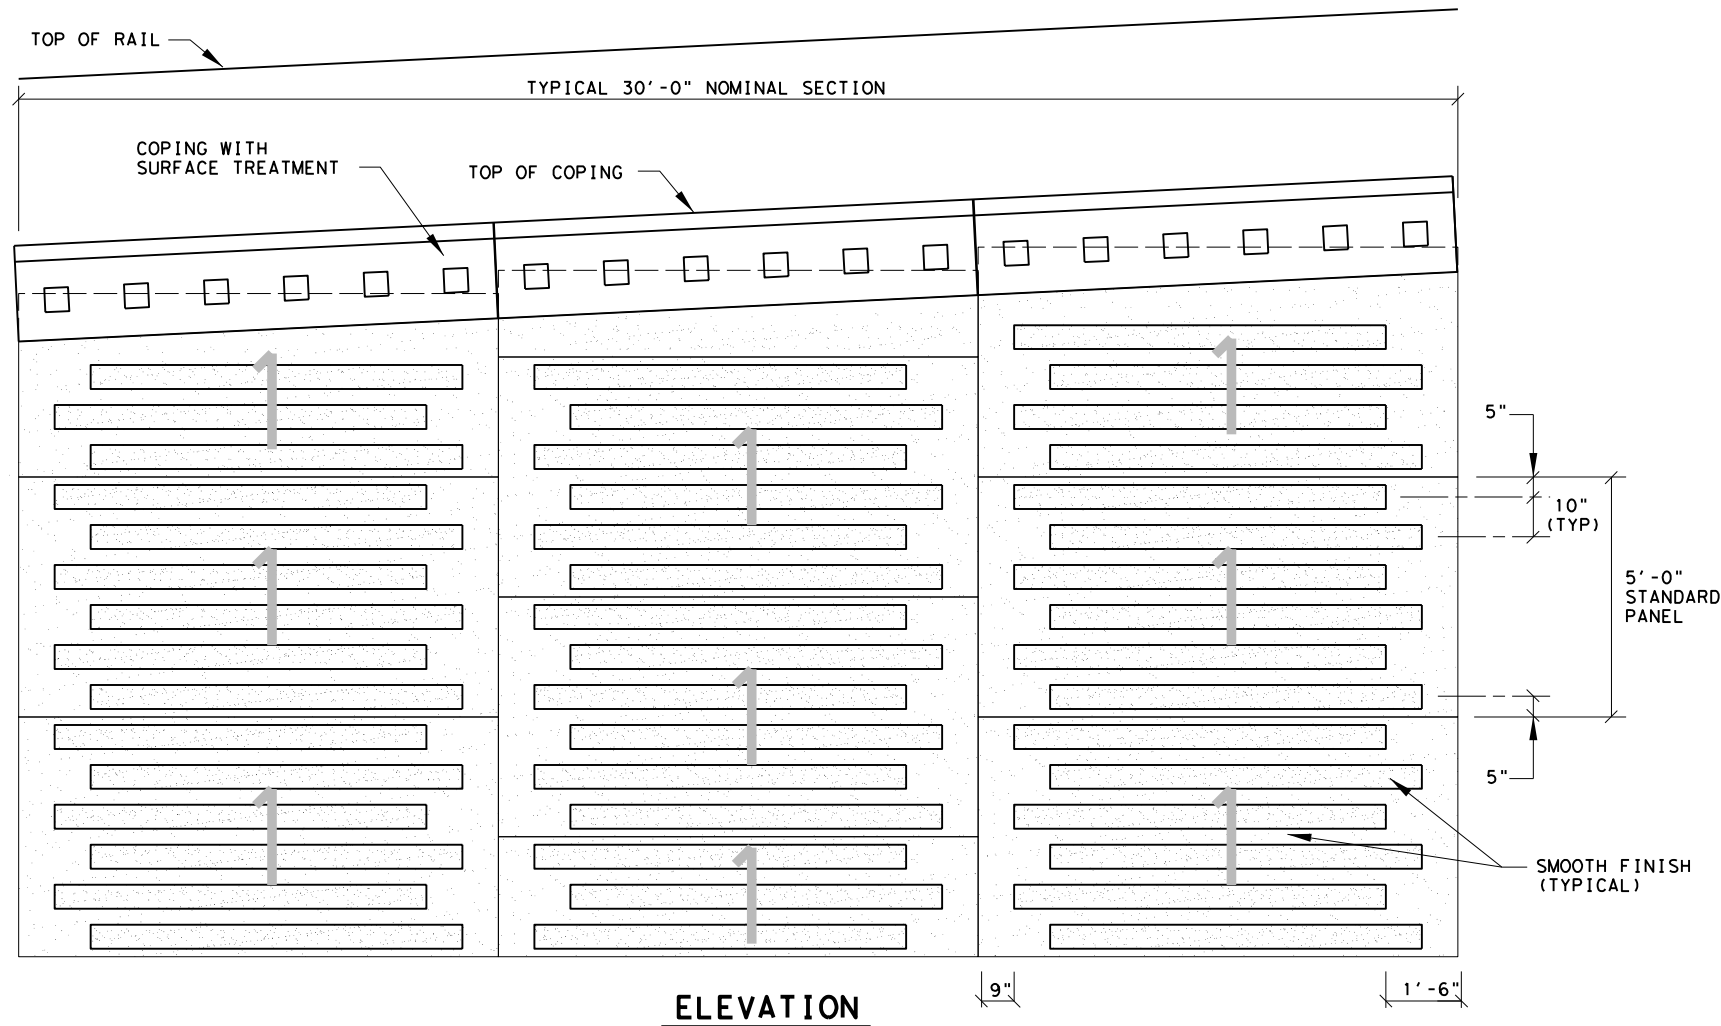 TOP OF RAIL
TYPICAL 30'-0" NOMINAL SECTION
COPING WITH
SURFACE TREATMENT
TOP OF COPING
1
1
1
5"
10"
(TYP)
1
1
5'-0"
STANDARD
PANEL
1
5"
1
1
1
SMOOTH FINISH
(TYPICAL)
9"
1'-6"
ELEVATION